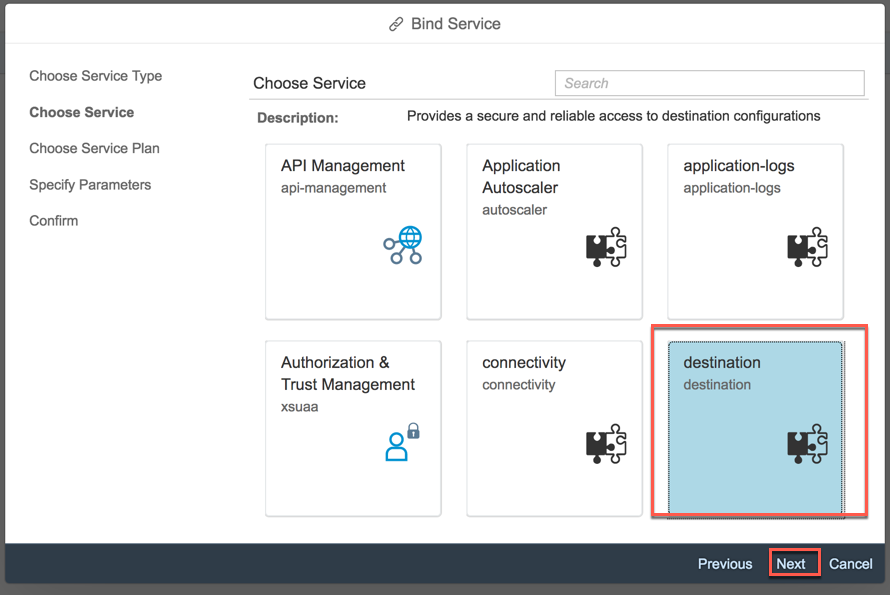 Bind Service
Choose Service Type
Choose Service
Choose Service Plan
Specify Parameters
Confirm
Choose Service
Search
Description:
Provides a secure and reliable access to destination configurations
API Management
api-management
Application
Autoscaler
autoscaler
application-logs
application-logs
Authorization &
Trust Management
xsuaa
connectivity
connectivity
destination
destination
Previous
Next
Cancel